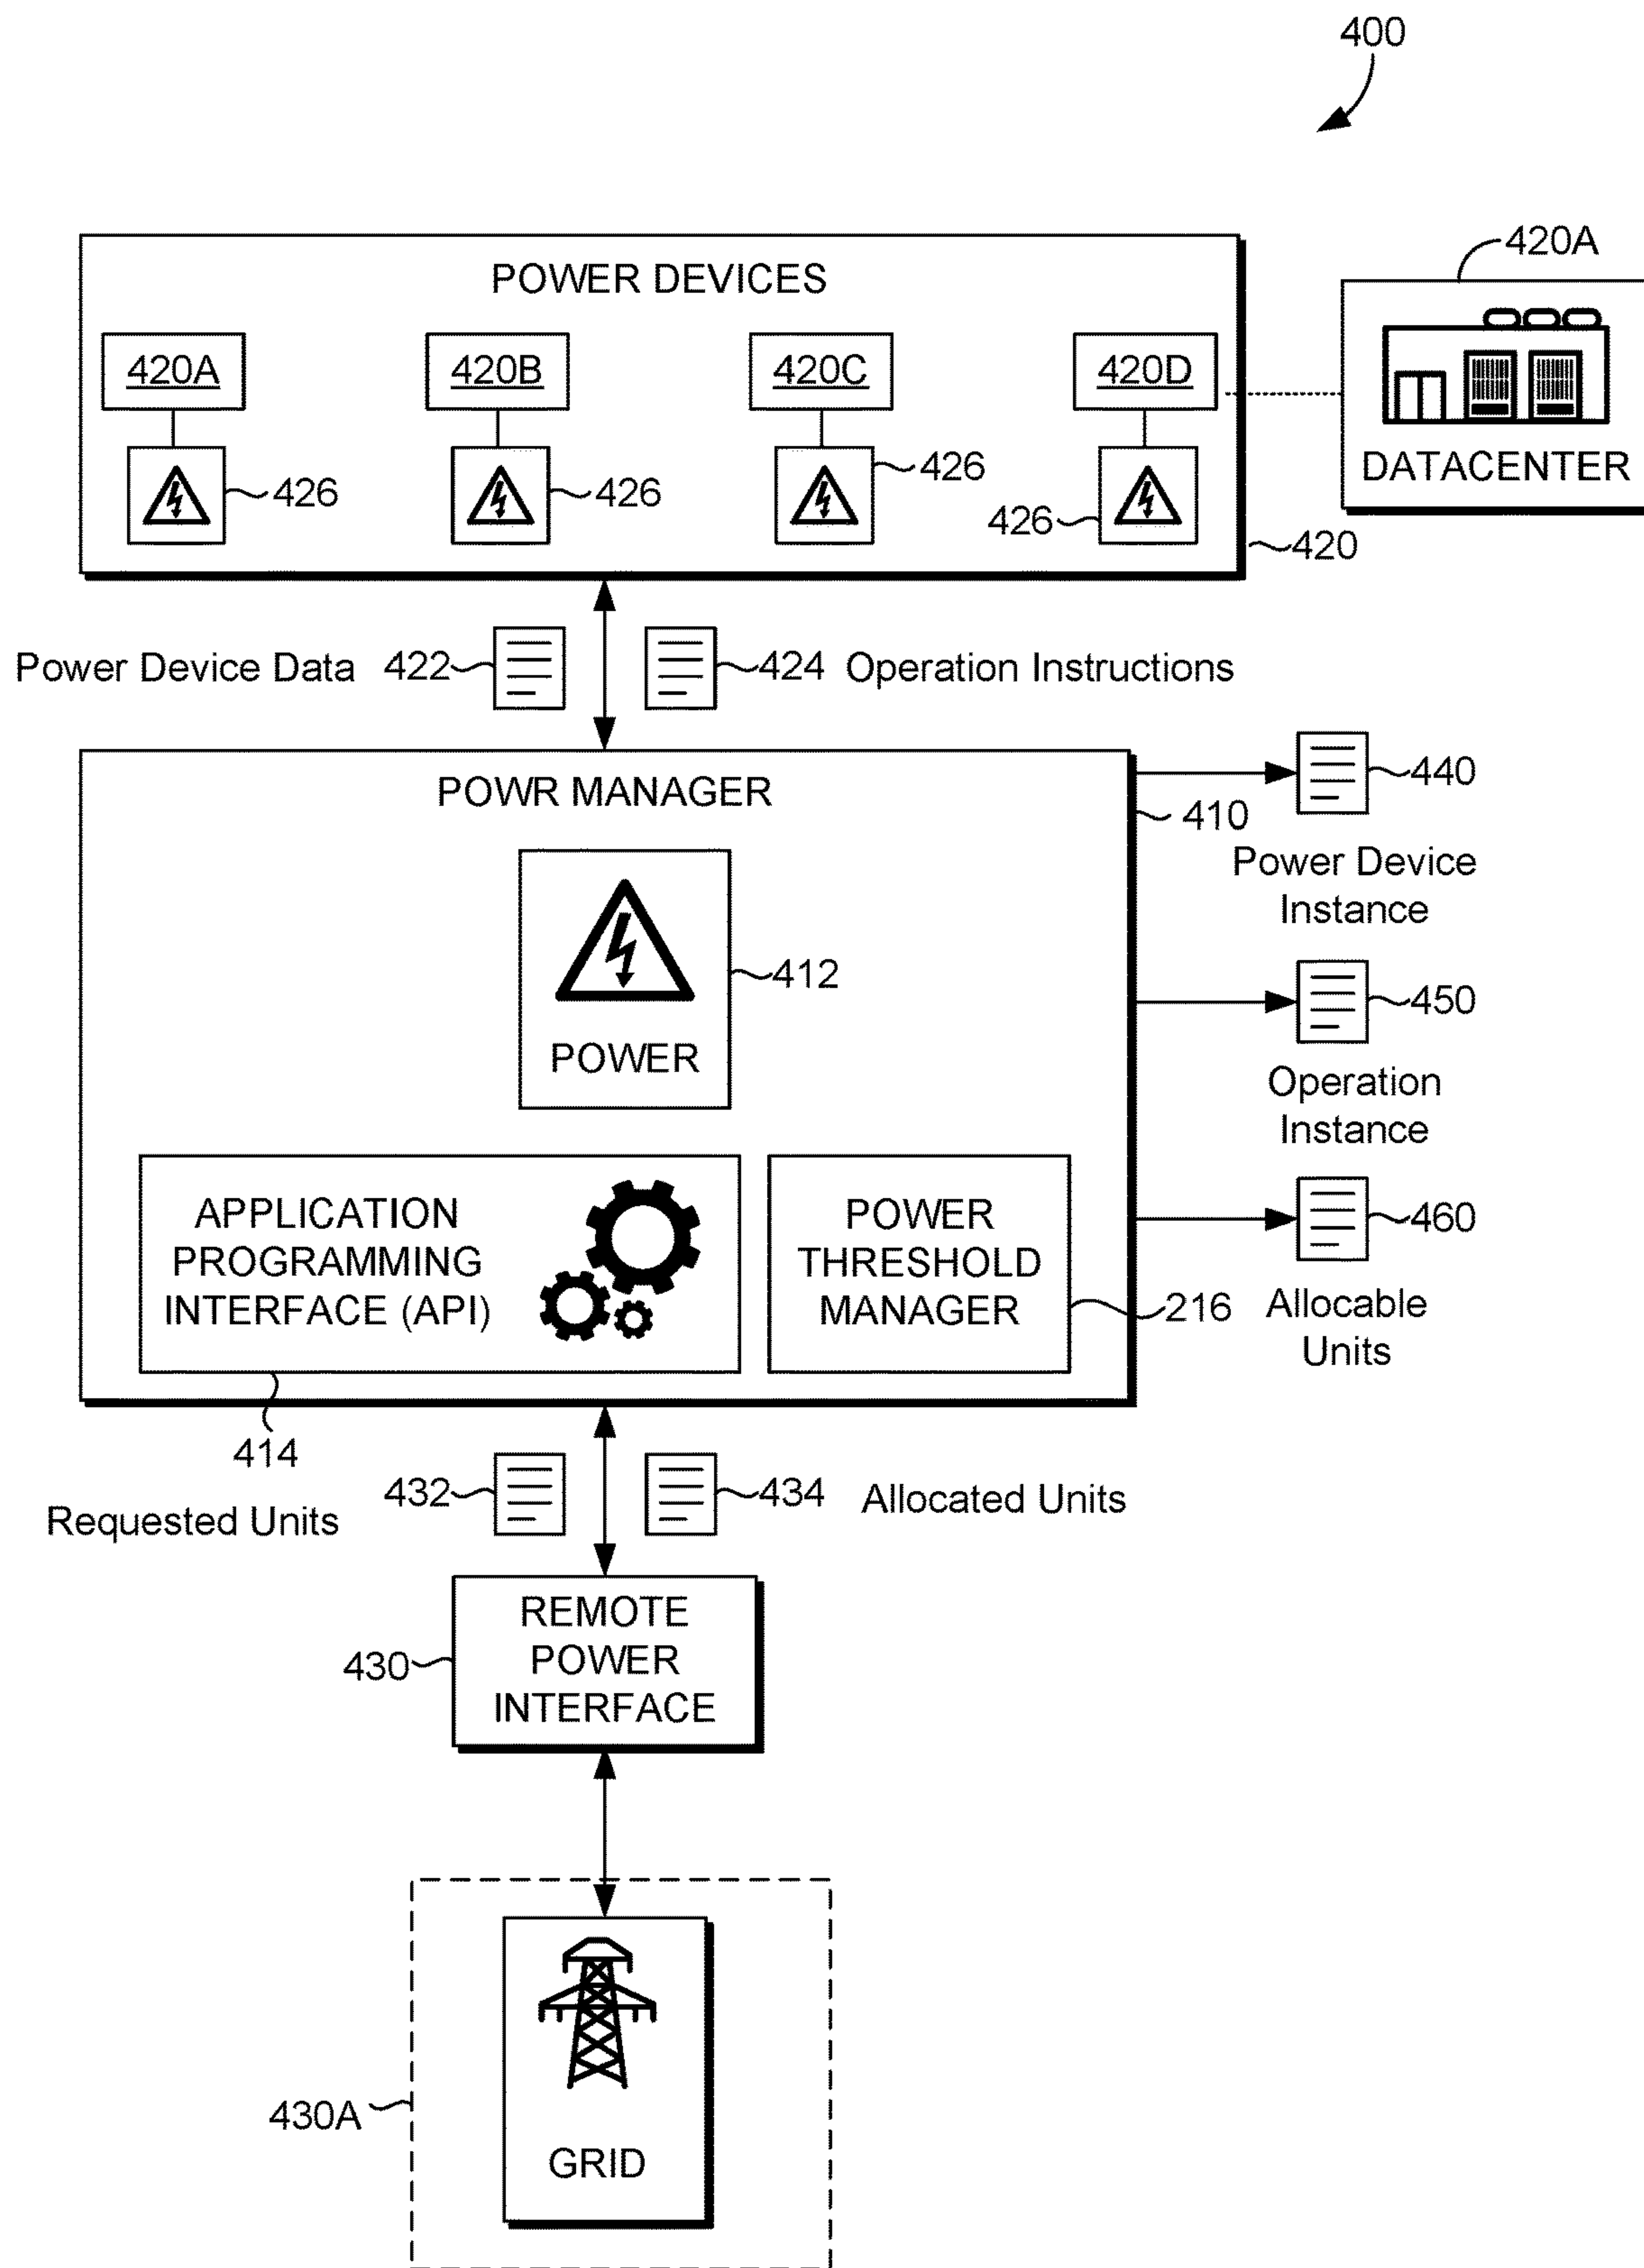 400
POWER DEVICES
420A
420A
420B
420C
420D
DATACENTER
426
426
426
426
420
Power Device Data
422
424
Operation Instructions
POWR MANAGER
440
410
Power Device
Instance
412
POWER
450
Operation
Instance
APPLICATION
PROGRAMMING
INTERFACE (API)
POWER
THRESHOLD
MANAGER
460
216
Allocable
Units
414
Requested Units
432
434
Allocated Units
REMOTE
POWER
INTERFACE
430
430A
GRID